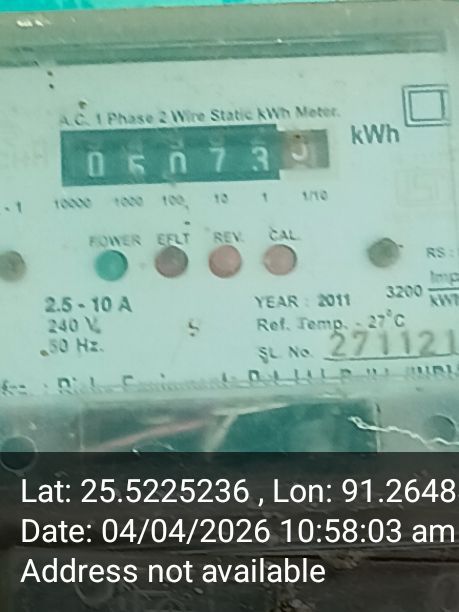 A.C. 1 Phase 2 Wire Static kWh Meter.
0 5 0 7 3
kWh
10000 1000 100 10 1 1/10
POWER EFLT REV. CAL.
RS :
2.5 - 10 A
YEAR : 2011
3200
240 V,
Ref. Temp. - 27°C
50 Hz.
SL. No. 271121
Lat: 25.5225236 , Lon: 91.2648
Date: 04/04/2026 10:58:03 am
Address not available